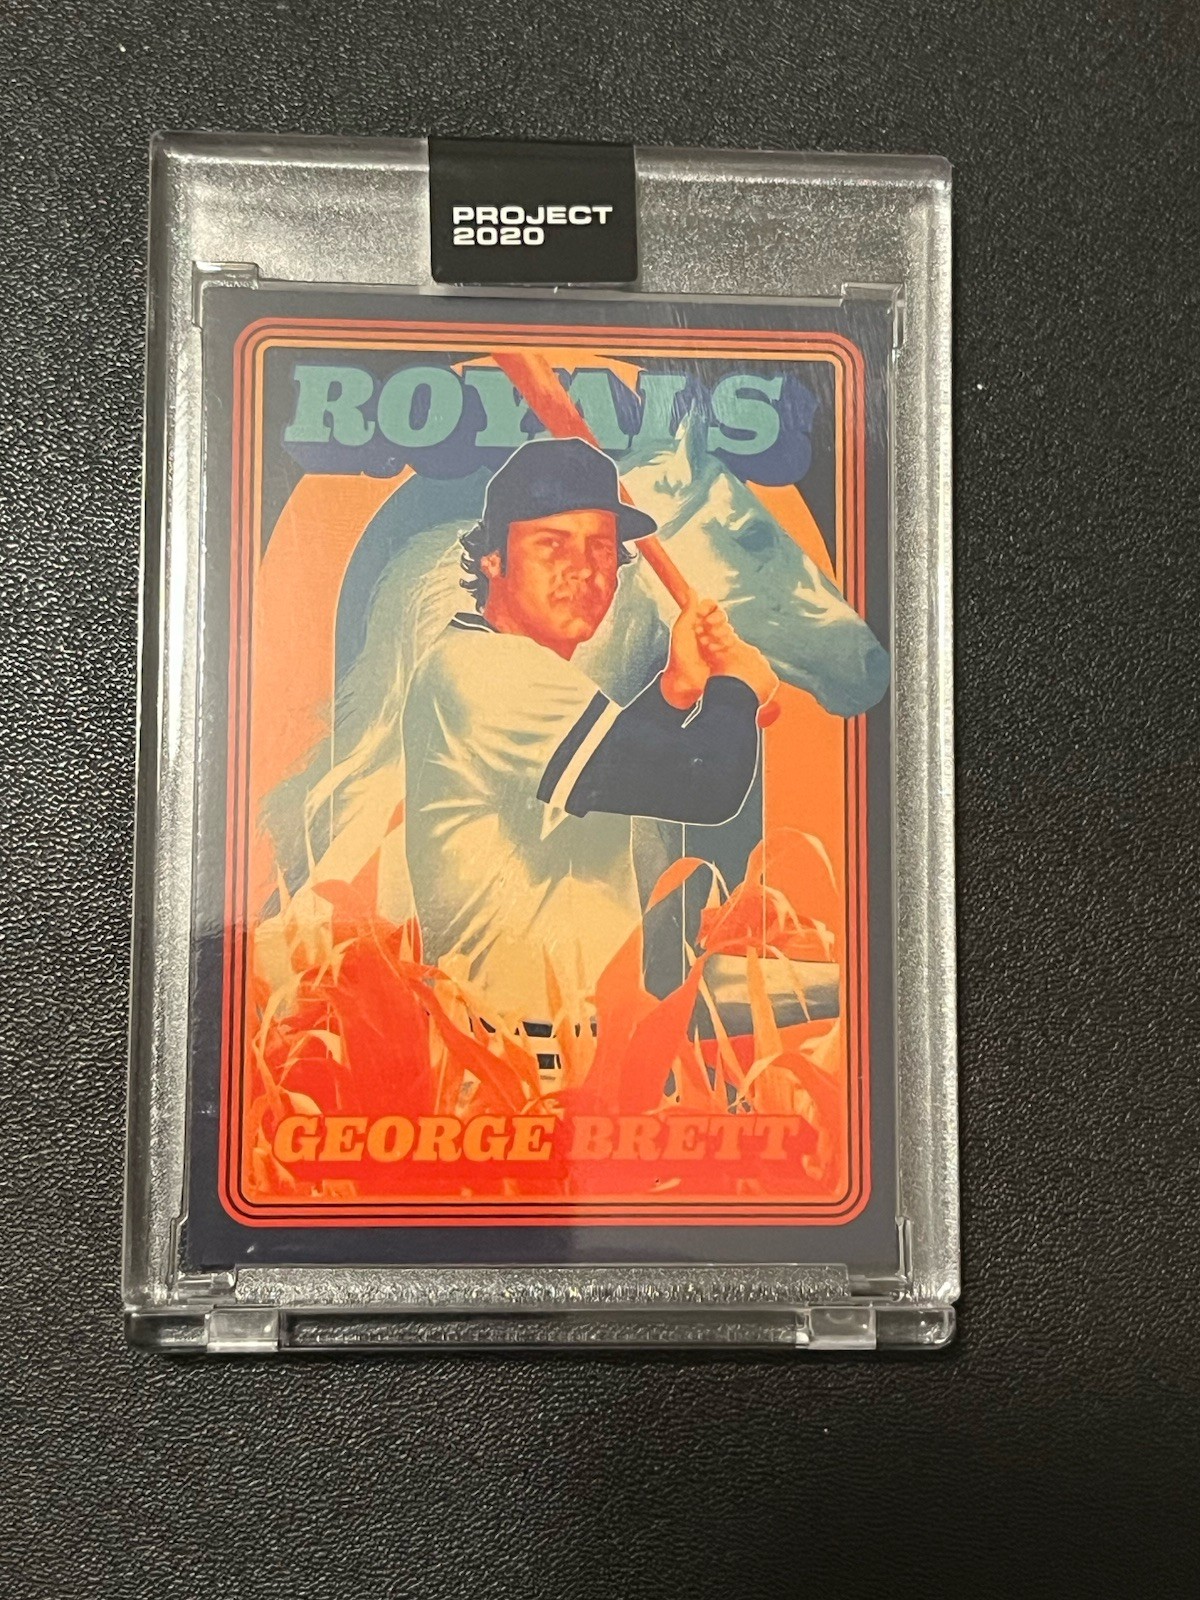 PROJECT
2020
ROYALS
GEORGE BRETT